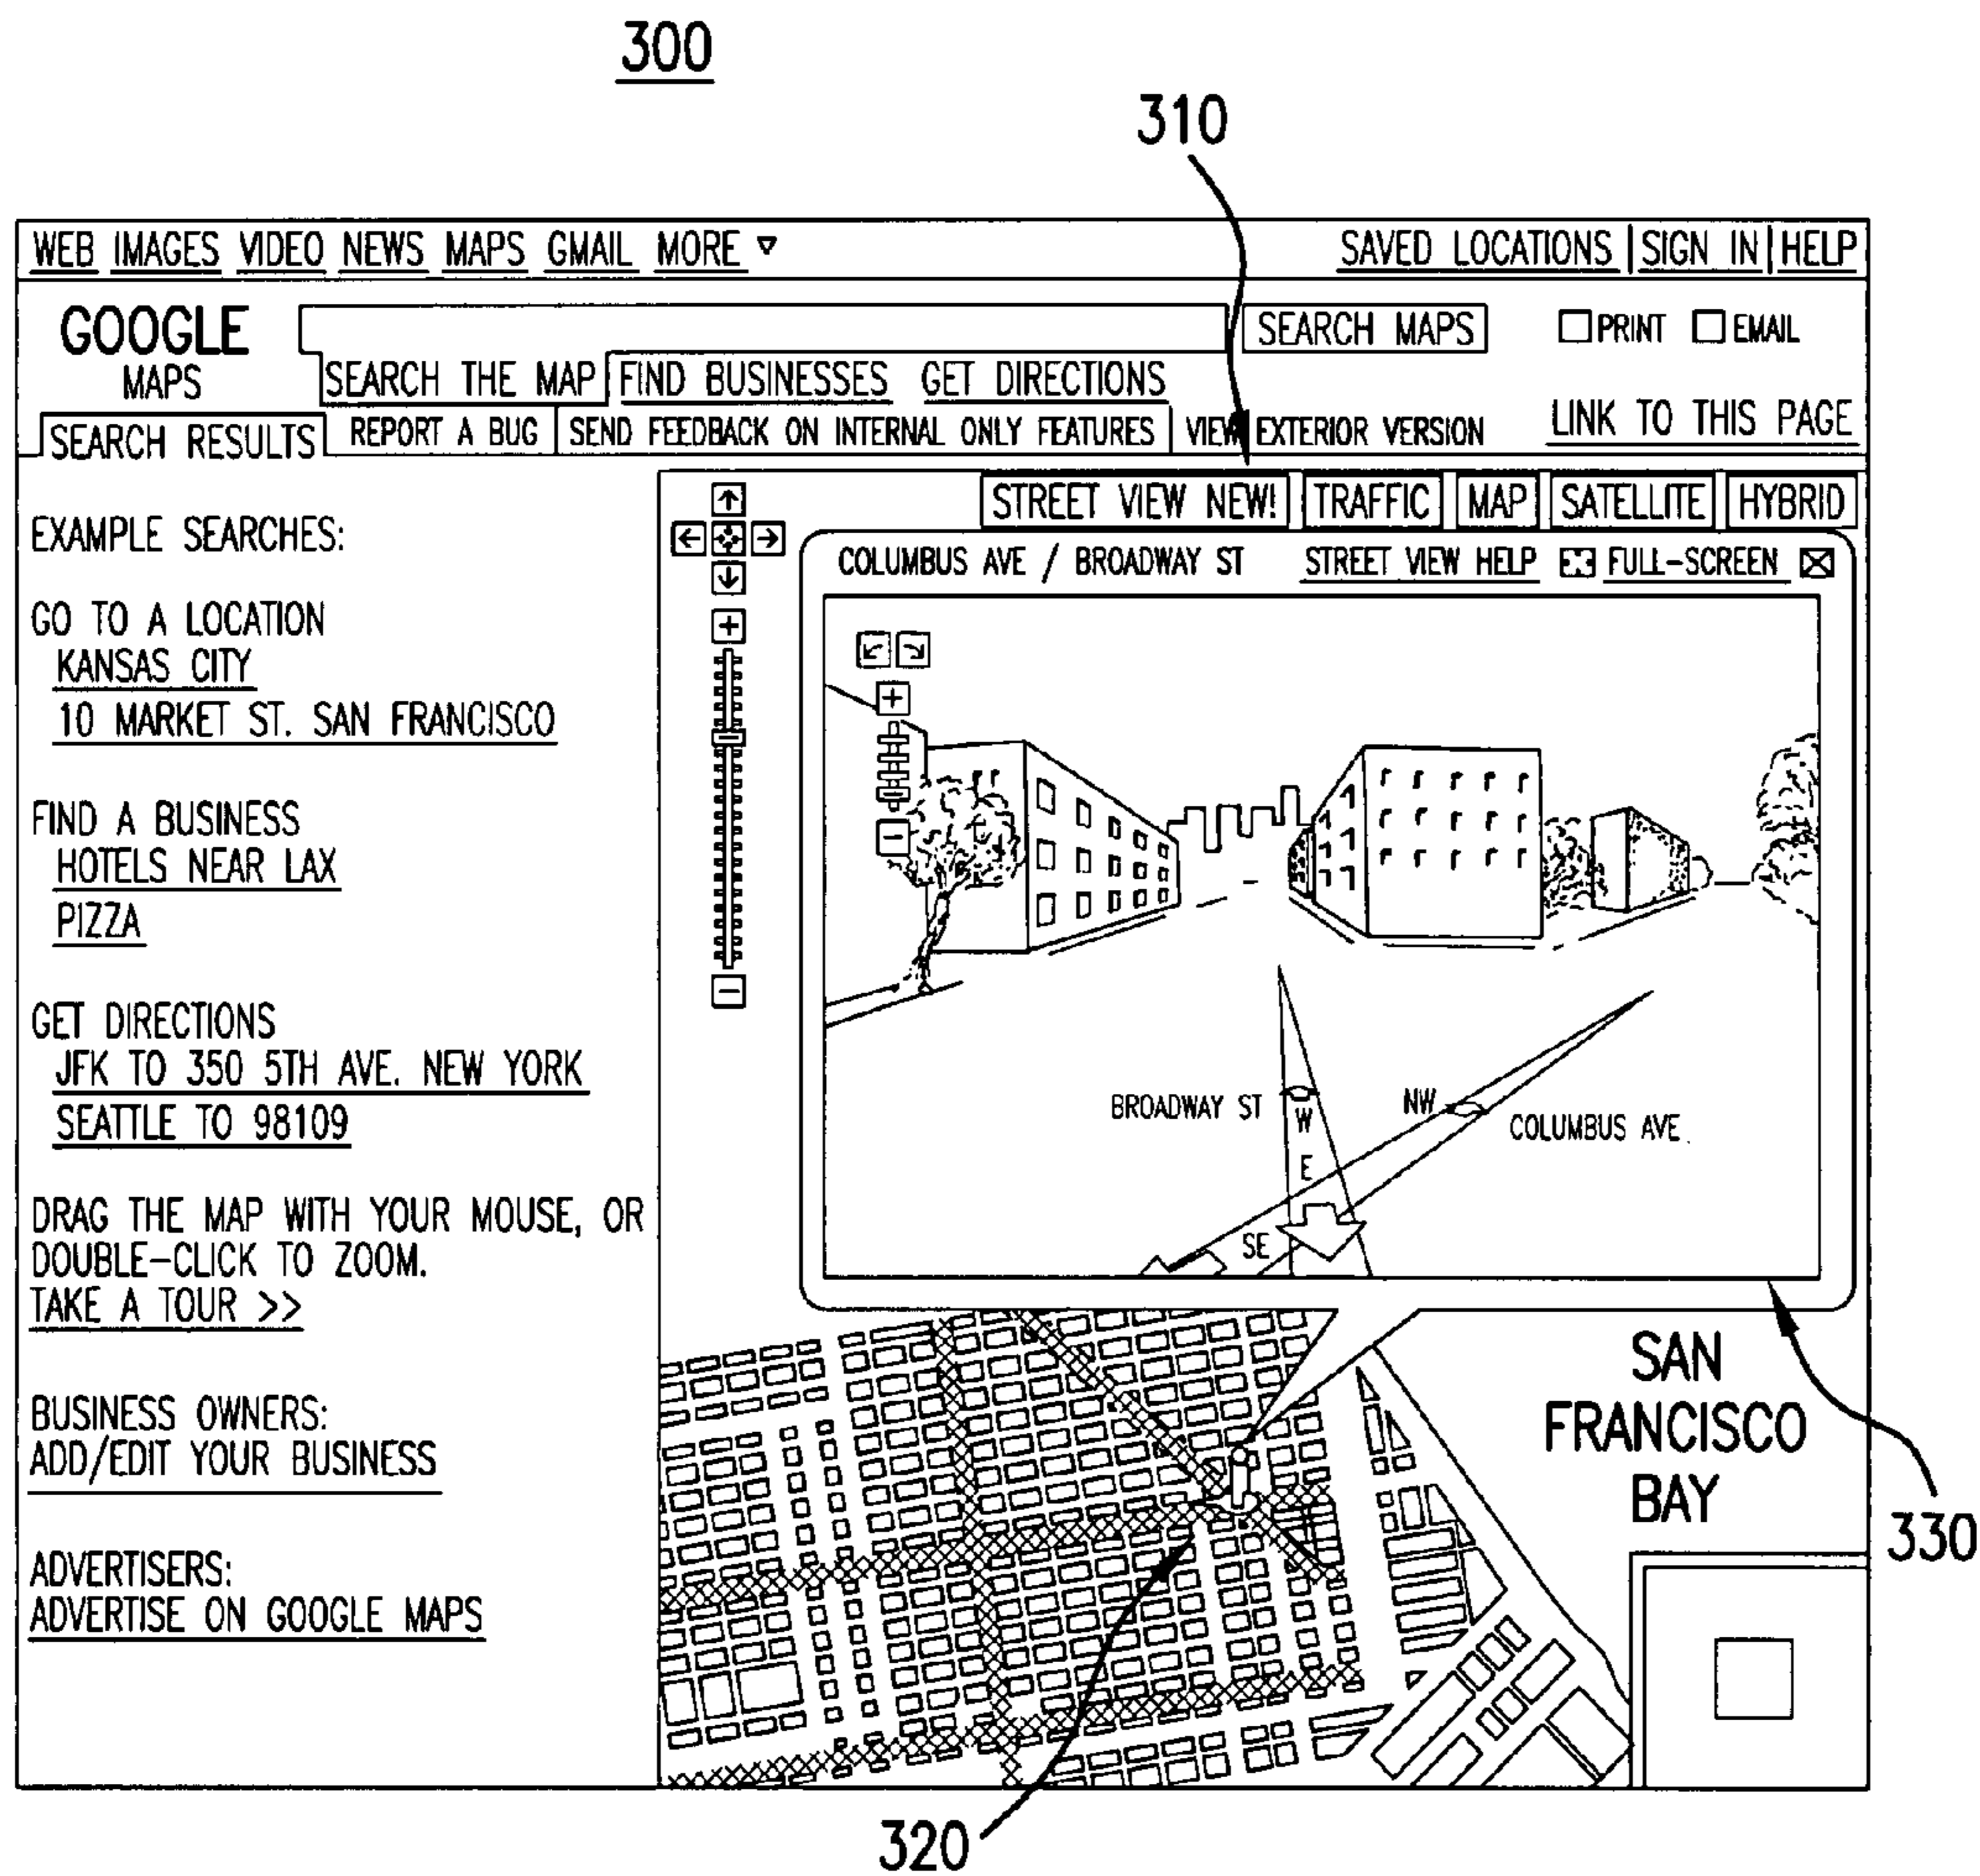 300
310
WEB IMAGES VIDEO NEWS MAPS GMAIL MORE
SAVED LOCATIONS | SIGN IN | HELP
GOOGLE
MAPS
SEARCH MAPS
PRINT EMAIL
SEARCH THE MAP FIND BUSINESSES GET DIRECTIONS
LINK TO THIS PAGE
SEARCH RESULTS REPORT A BUG SEND FEEDBACK ON INTERNAL ONLY FEATURES VIEW EXTERIOR VERSION
EXAMPLE SEARCHES:
GO TO A LOCATION
KANSAS CITY
10 MARKET ST. SAN FRANCISCO
FIND A BUSINESS
HOTELS NEAR LAX
PIZZA
GET DIRECTIONS
JFK TO 350 5TH AVE. NEW YORK
SEATTLE TO 98109
DRAG THE MAP WITH YOUR MOUSE, OR
DOUBLE-CLICK TO ZOOM.
TAKE A TOUR >>
BUSINESS OWNERS:
ADD/EDIT YOUR BUSINESS
ADVERTISERS:
ADVERTISE ON GOOGLE MAPS
STREET VIEW NEW! TRAFFIC MAP SATELLITE HYBRID
COLUMBUS AVE / BROADWAY ST STREET VIEW HELP FULL-SCREEN
BROADWAY ST
W
E
NW
COLUMBUS AVE.
SE
SAN
FRANCISCO
BAY
330
320